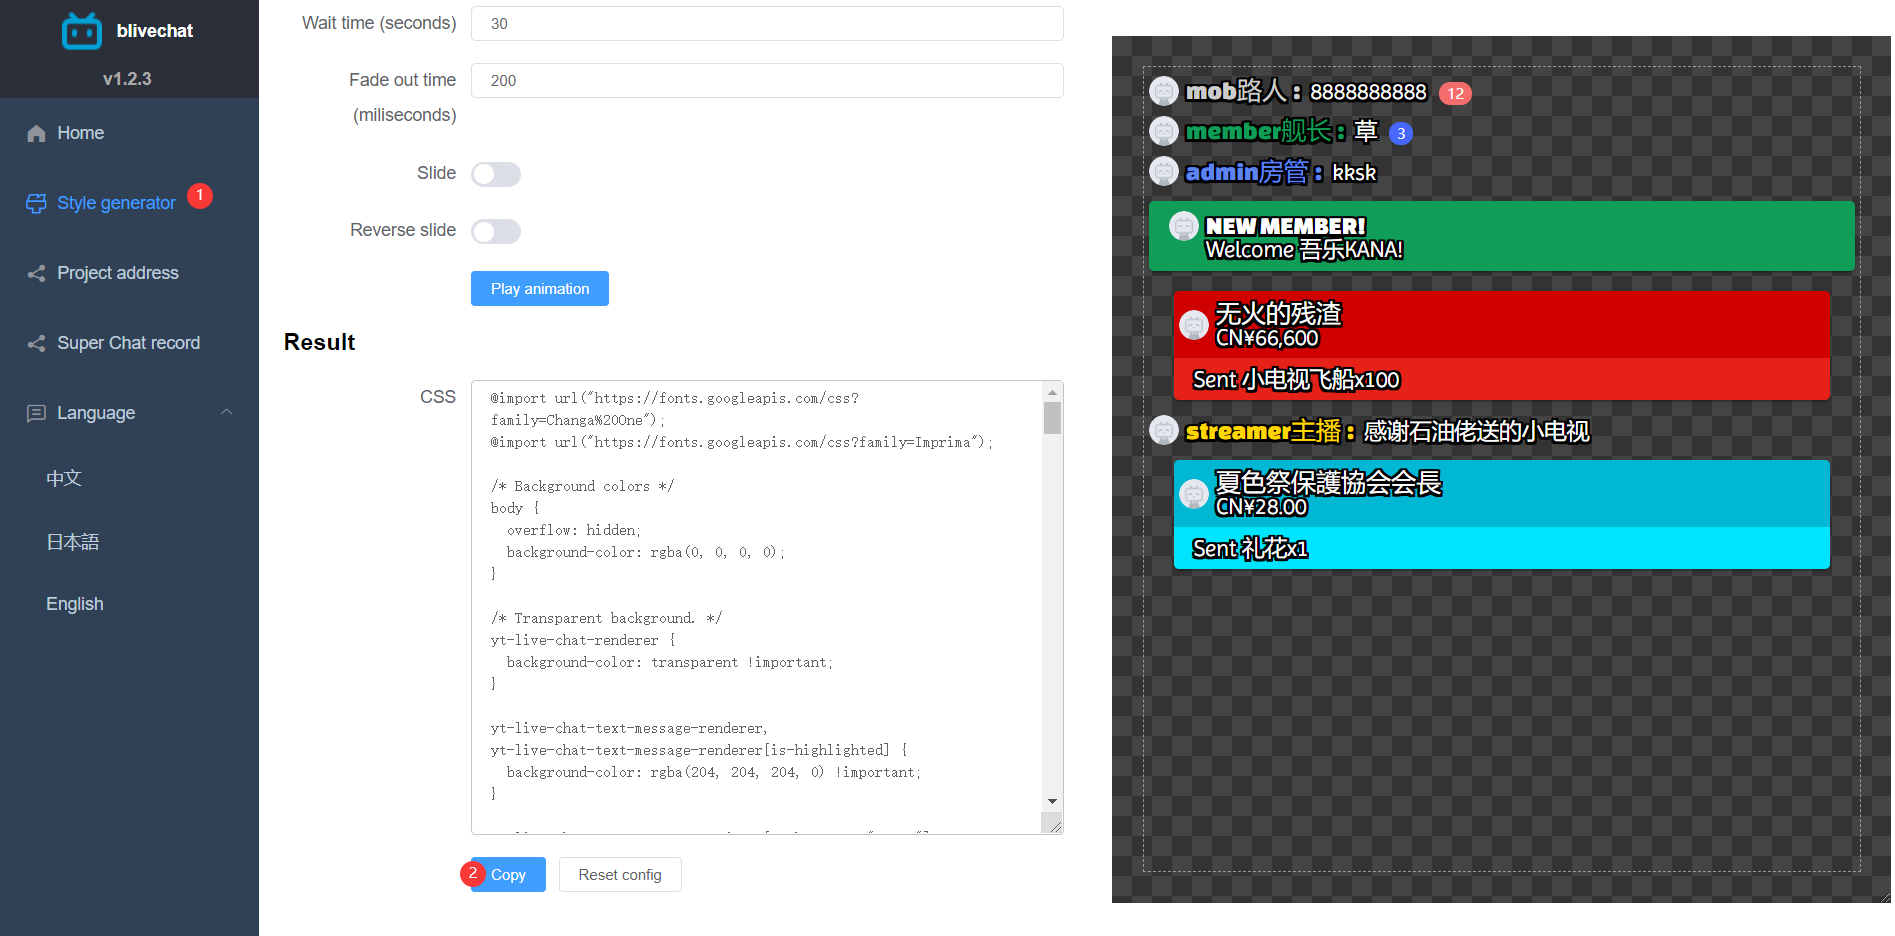 blivechat
v1.2.3
Home
Style generator
1
Project address
Super Chat record
Language
中文
日本語
English
Wait time (seconds)
30
Fade out time
(miliseconds)
200
Slide
Reverse slide
Play animation
Result
CSS
@import url("https://fonts.googleapis.com/css?
family=Changa%20One");
@import url("https://fonts.googleapis.com/css?family=Imprima");
/* Background colors */
body {
overflow: hidden;
background-color: rgba(0, 0, 0, 0);
}
/* Transparent background. */
yt-live-chat-renderer {
background-color: transparent !important;
}
yt-live-chat-text-message-renderer,
yt-live-chat-text-message-renderer[is-highlighted] {
background-color: rgba(204, 204, 204, 0) !important;
}
2
Copy
Reset config
mob路人：8888888888 12
member舰长：草 3
admin房管：kksk
NEW MEMBER!
Welcome 吾乐KANA!
无火的残渣
CN¥66,600
Sent 小电视飞船x100
streamer主播：感谢石油佬送的小电视
夏色祭保護協会会長
CN¥28.00
Sent 礼花x1